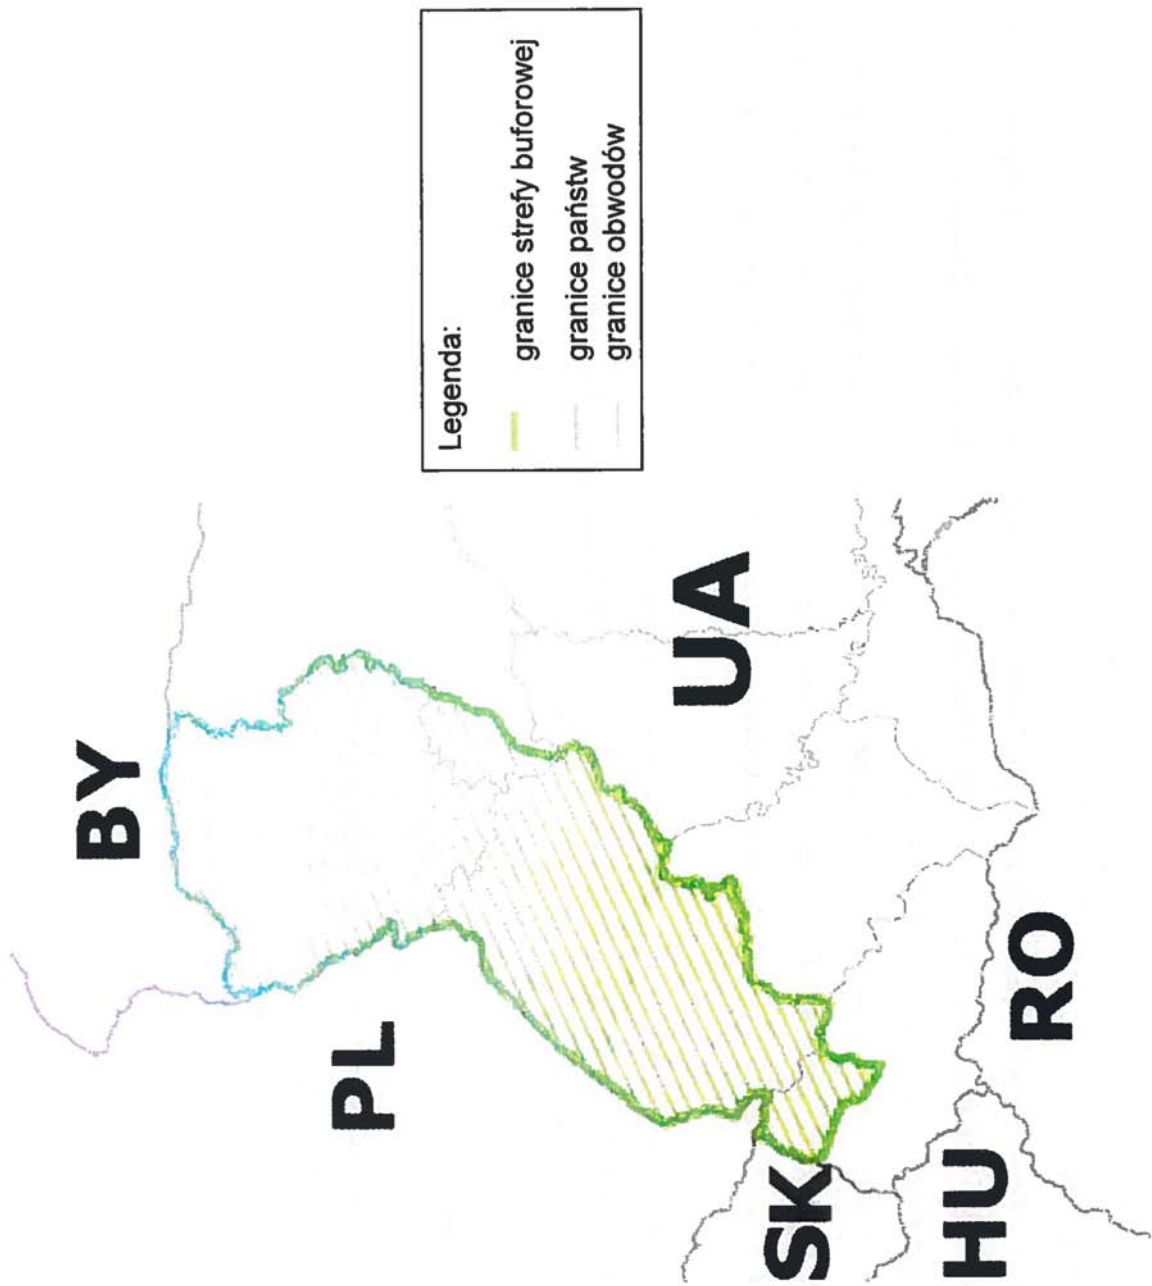 Legenda:
granice strefy buforowej
granice państw
granice obwodów
BY
PL
UA
SK
HU
RO